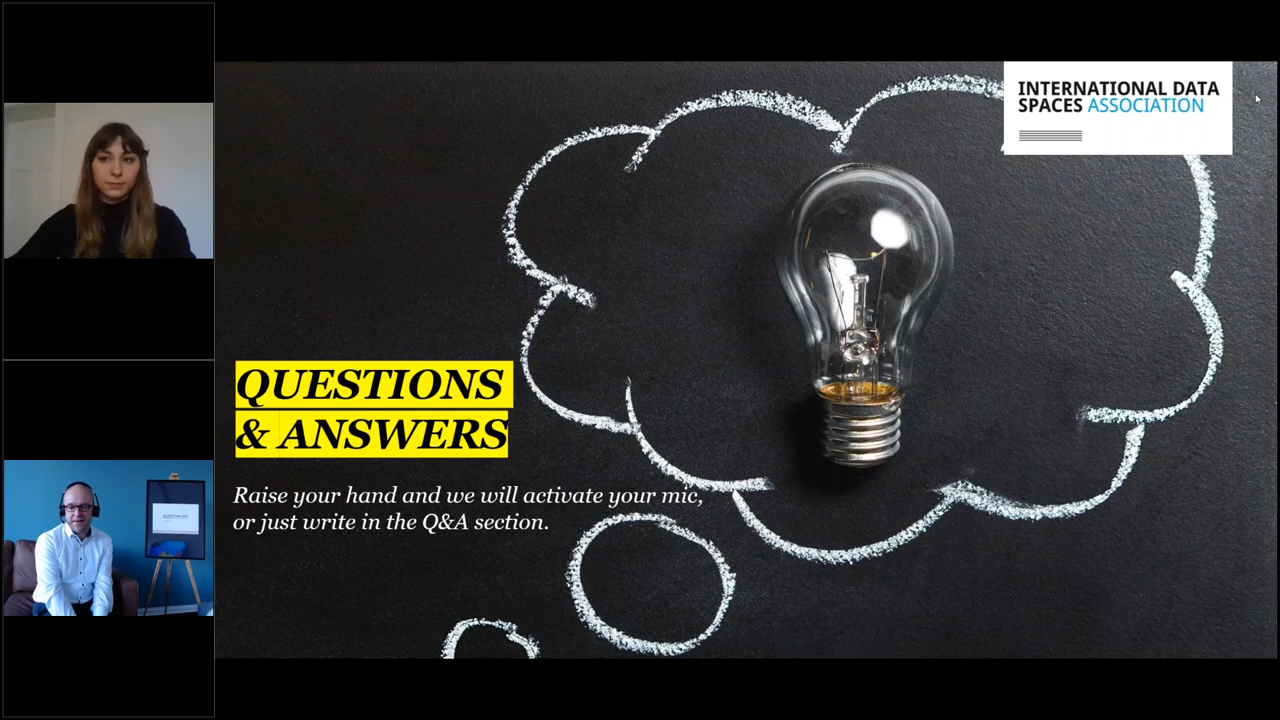 INTERNATIONAL DATA
SPACES ASSOCIATION
QUESTIONS
& ANSWERS
Raise your hand and we will activate your mic,
or just write in the Q&A section.